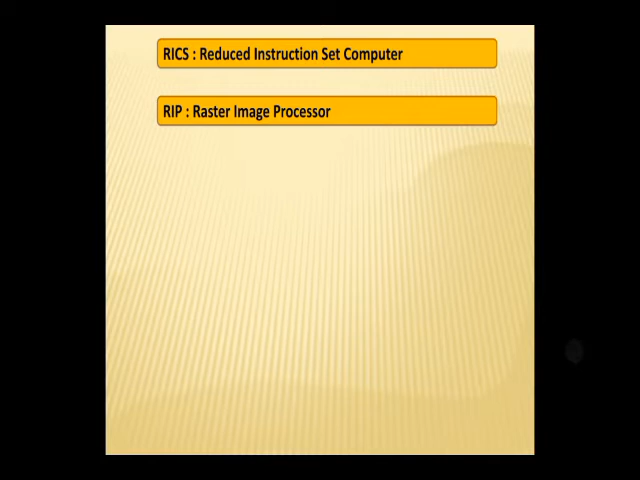 RICS : Reduced Instruction Set Computer
RIP : Raster Image Processor